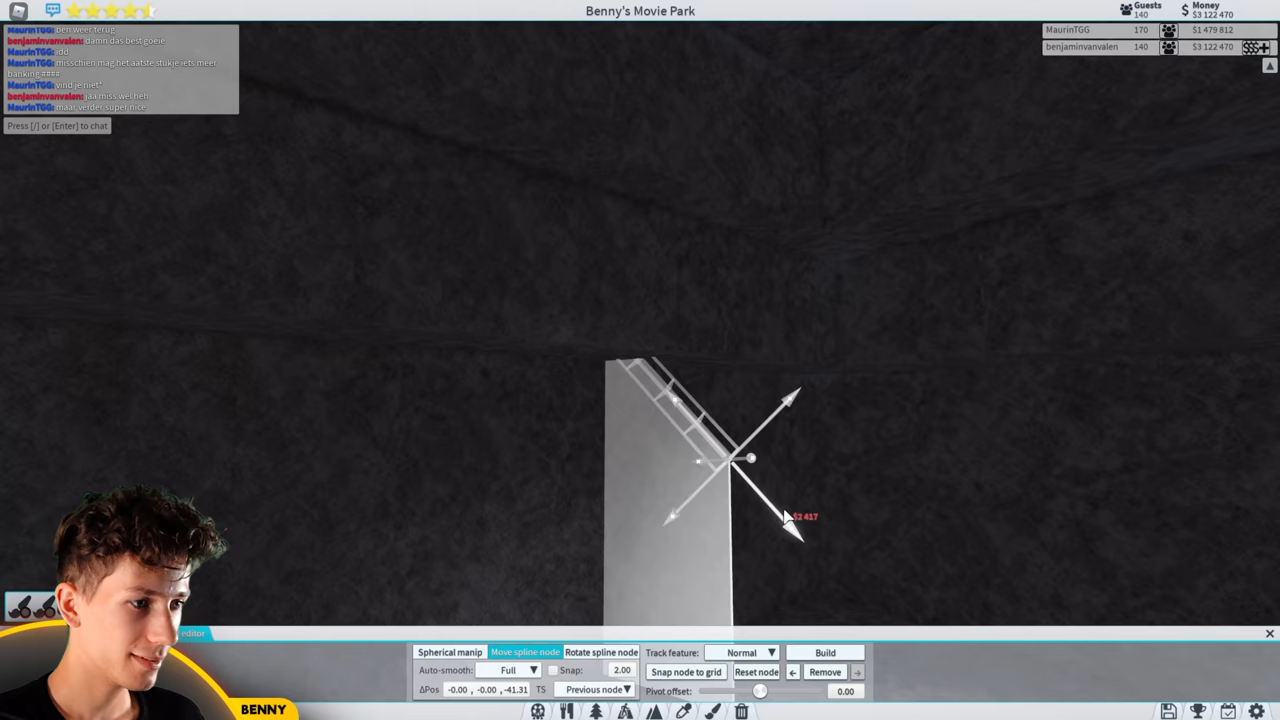 Benny's Movie Park
Guests
140
Money
$3 122 470
MaurinTGG 170 $1 479 812
benjaminvanvalen 140 $3 122 470
MaurinTGG: ben weer terug
benjaminvanvalen: damn das best goeie
MaurinTGG: idd
MaurinTGG: misschien mag het laatste stukje iets meer
banking ####
MaurinTGG: vind je niet*
benjaminvanvalen: jaa miss wel heh
MaurinTGG: maar verder super nice
Press [/] or [Enter] to chat
$2 417
editor
Spherical manip Move spline node Rotate spline node Track feature: Normal Build
Auto-smooth: Full Snap: 2.00 Snap node to grid Reset node Remove
ΔPos -0.00 , -0.00 ,-41.31 TS Previous node Pivot offset: 0.00
BENNY